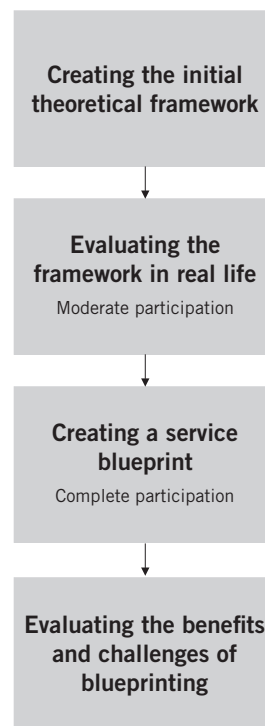 Creating the initial
theoretical framework
Evaluating the
framework in real life
Moderate participation
Creating a service
blueprint
Complete participation
Evaluating the benefits
and challenges of
blueprinting